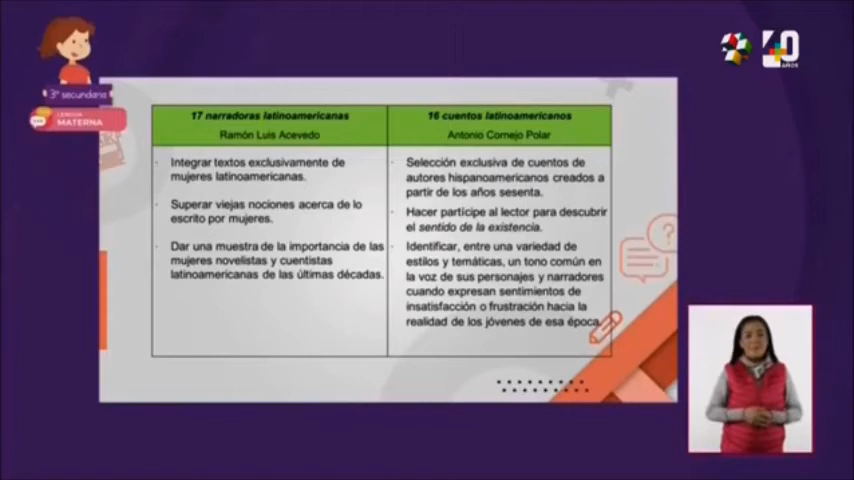 40
AÑOS
3° secundaria
LENGUA
MATERNA
17 narradoras latinoamericanas
Ramón Luis Acevedo
· Integrar textos exclusivamente de
mujeres latinoamericanas.
· Superar viejas nociones acerca de lo
escrito por mujeres.
· Dar una muestra de la importancia de las
mujeres novelistas y cuentistas
latinoamericanas de las últimas décadas.
16 cuentos latinoamericanos
Antonio Cornejo Polar
· Selección exclusiva de cuentos de
autores hispanoamericanos creados a
partir de los años sesenta.
· Hacer partícipe al lector para descubrir
el sentido de la existencia.
· Identificar, entre una variedad de
estilos y temáticas, un tono común en
la voz de sus personajes y narradores
cuando expresan sentimientos de
insatisfacción o frustración hacia la
realidad de los jóvenes de esa época.
?